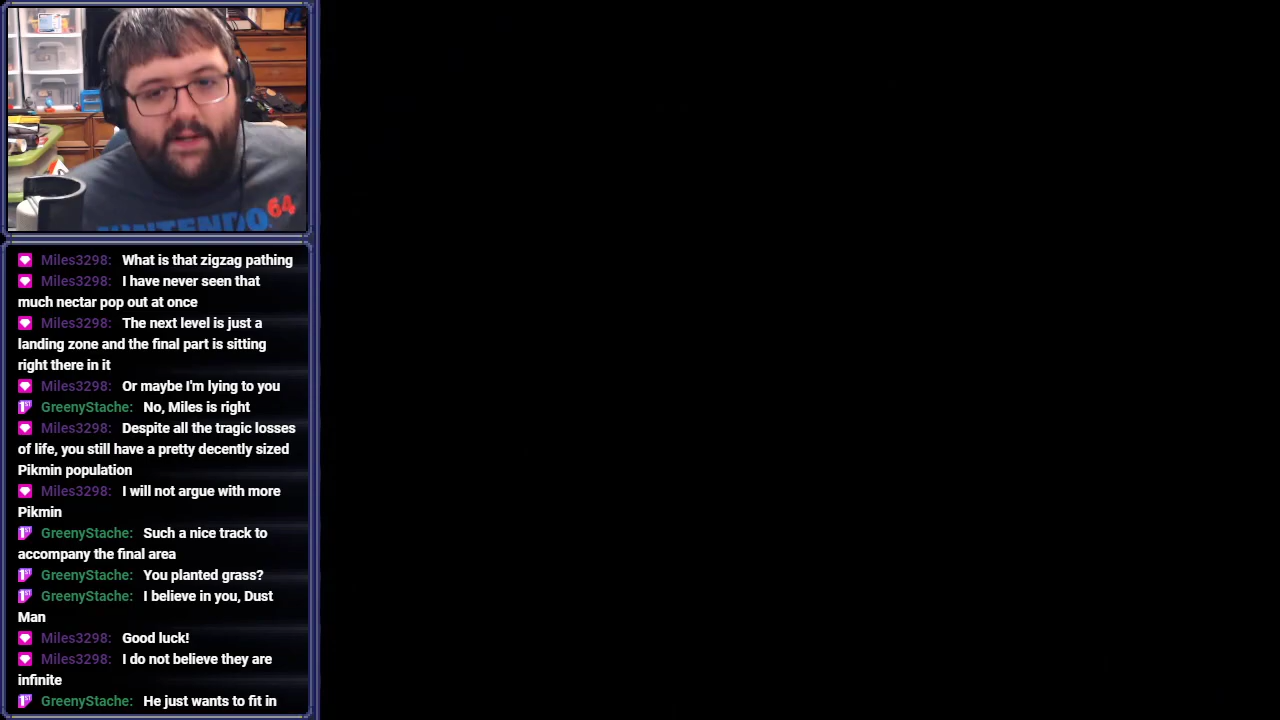 NINTENDO 64
Miles3298: What is that zigzag pathing
Miles3298: I have never seen that
much nectar pop out at once
Miles3298: The next level is just a
landing zone and the final part is sitting
right there in it
Miles3298: Or maybe I'm lying to you
GreenyStache: No, Miles is right
Miles3298: Despite all the tragic losses
of life, you still have a pretty decently sized
Pikmin population
Miles3298: I will not argue with more
Pikmin
GreenyStache: Such a nice track to
accompany the final area
GreenyStache: You planted grass?
GreenyStache: I believe in you, Dust
Man
Miles3298: Good luck!
Miles3298: I do not believe they are
infinite
GreenyStache: He just wants to fit in